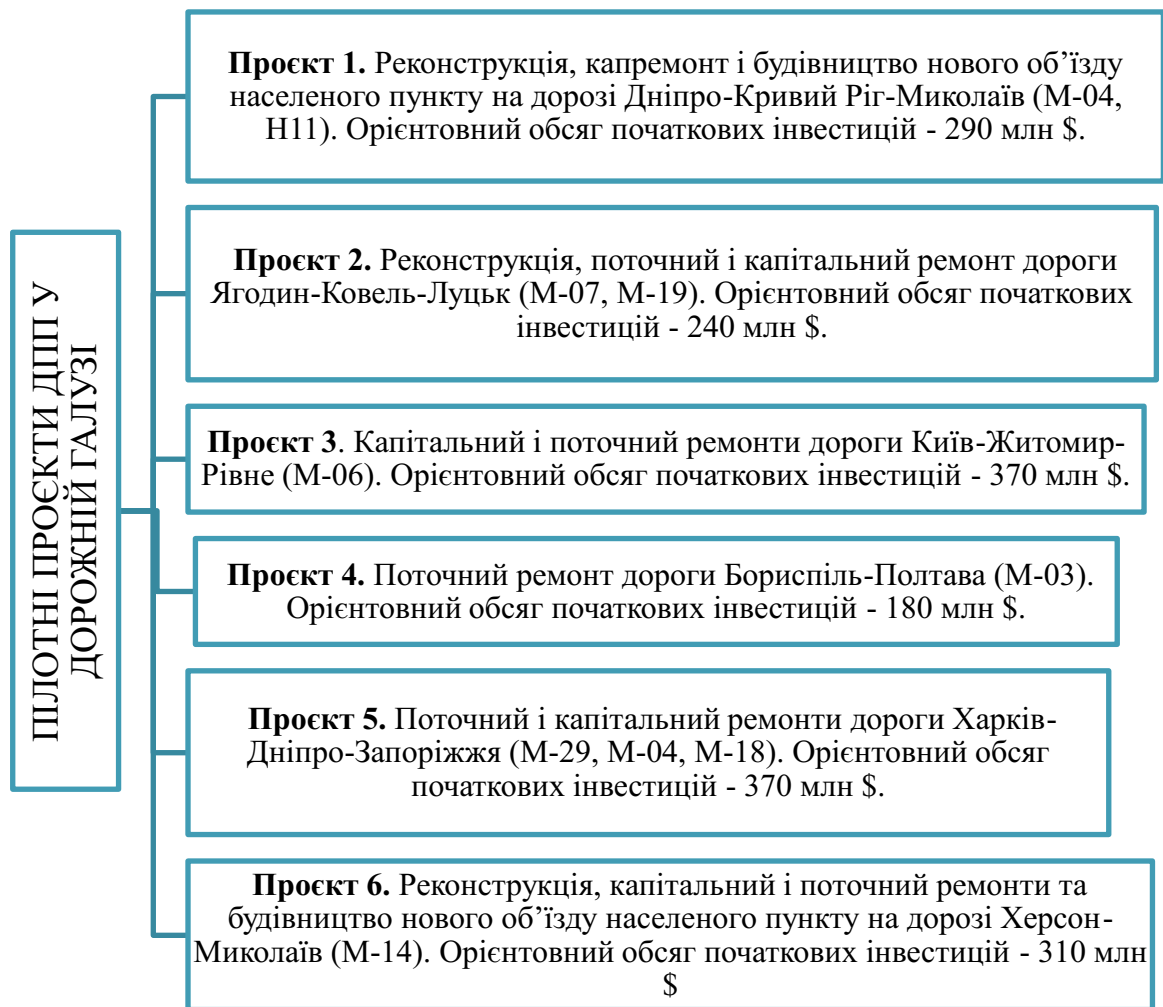 ПІЛОТНІ ПРОЄКТИ ДПП У
ДОРОЖНІЙ ГАЛУЗІ
Проєкт 1. Реконструкція, капремонт і будівництво нового об’їзду
населеного пункту на дорозі Дніпро-Кривий Ріг-Миколаїв (М-04,
Н11). Орієнтовний обсяг початкових інвестицій - 290 млн $.
Проєкт 2. Реконструкція, поточний і капітальний ремонт дороги
Ягодин-Ковель-Луцьк (М-07, М-19). Орієнтовний обсяг початкових
інвестицій - 240 млн $.
Проєкт 3. Капітальний і поточний ремонти дороги Київ-Житомир-
Рівне (М-06). Орієнтовний обсяг початкових інвестицій - 370 млн $.
Проєкт 4. Поточний ремонт дороги Бориспіль-Полтава (М-03).
Орієнтовний обсяг початкових інвестицій - 180 млн $.
Проєкт 5. Поточний і капітальний ремонти дороги Харків-
Дніпро-Запоріжжя (М-29, М-04, М-18). Орієнтовний обсяг
початкових інвестицій - 370 млн $.
Проєкт 6. Реконструкція, капітальний і поточний ремонти та
будівництво нового об’їзду населеного пункту на дорозі Херсон-
Миколаїв (М-14). Орієнтовний обсяг початкових інвестицій - 310 млн
$